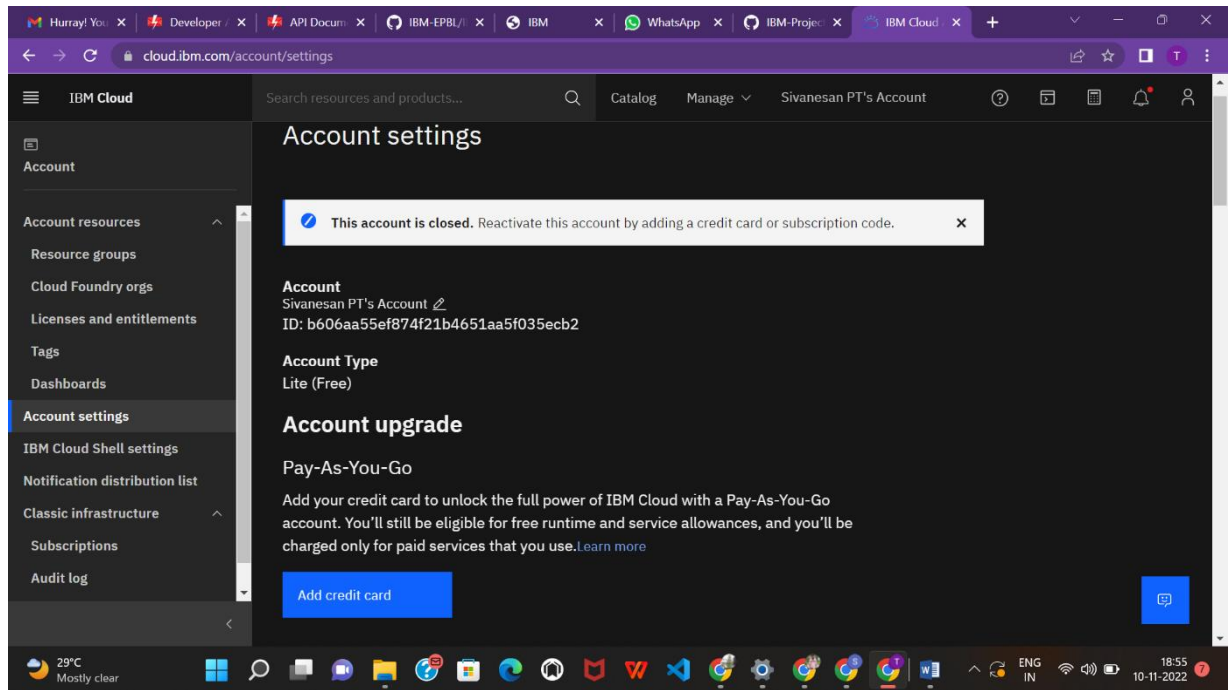 Hurray! You
Developer /
API Docum
IBM-EPBL/I
IBM
WhatsApp
IBM-Project
IBM Cloud /
cloud.ibm.com/account/settings
T
IBM Cloud
Search resources and products...
Catalog
Manage
Sivanesan PT's Account
Account
Account resources
Resource groups
Cloud Foundry orgs
Licenses and entitlements
Tags
Dashboards
Account settings
IBM Cloud Shell settings
Notification distribution list
Classic infrastructure
Subscriptions
Audit log
Account settings
This account is closed. Reactivate this account by adding a credit card or subscription code.
Account
Sivanesan PT's Account
ID: b606aa55ef874f21b4651aa5f035ecb2
Account Type
Lite (Free)
Account upgrade
Pay-As-You-Go
Add your credit card to unlock the full power of IBM Cloud with a Pay-As-You-Go
account. You'll still be eligible for free runtime and service allowances, and you'll be
charged only for paid services that you use.Learn more
Add credit card
29°C
Mostly clear
ENG
IN
18:55
10-11-2022
7